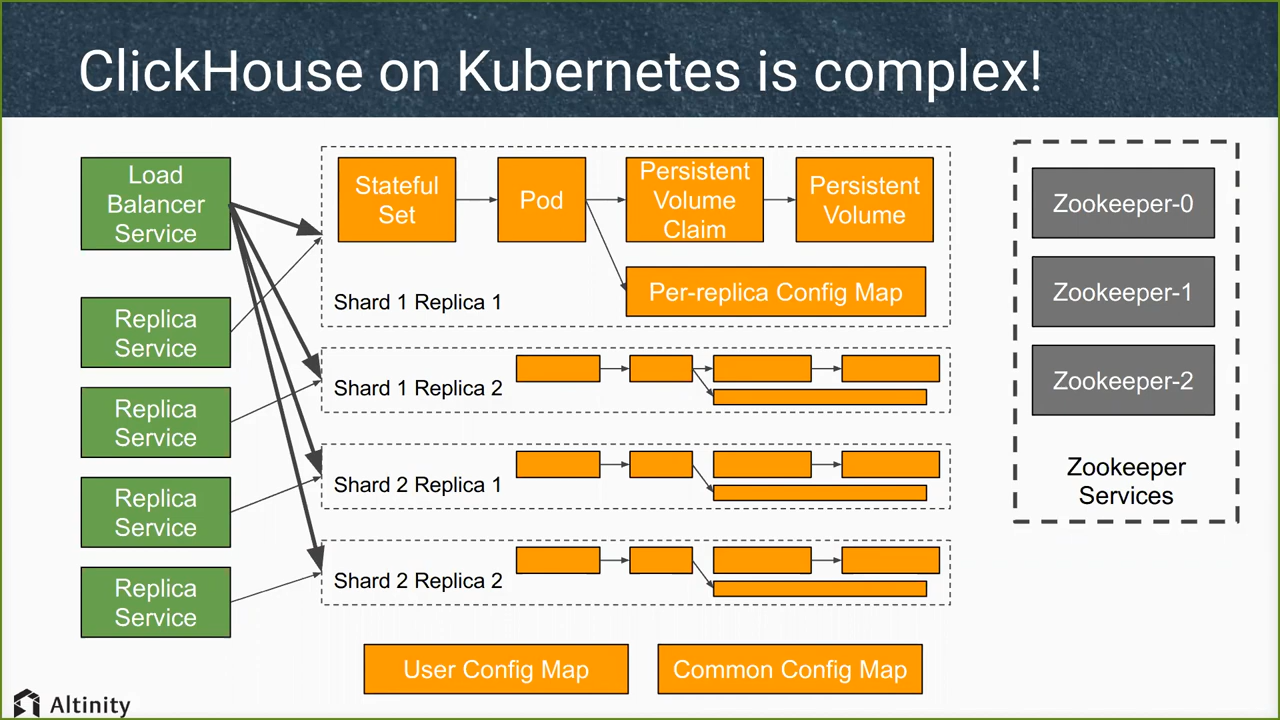 ClickHouse on Kubernetes is complex!
Load
Balancer
Service
Replica
Service
Replica
Service
Replica
Service
Replica
Service
Stateful
Set
Pod
Persistent
Volume
Claim
Persistent
Volume
Per-replica Config Map
Shard 1 Replica 1
Shard 1 Replica 2
Shard 2 Replica 1
Shard 2 Replica 2
User Config Map
Common Config Map
Zookeeper-0
Zookeeper-1
Zookeeper-2
Zookeeper
Services
Altinity